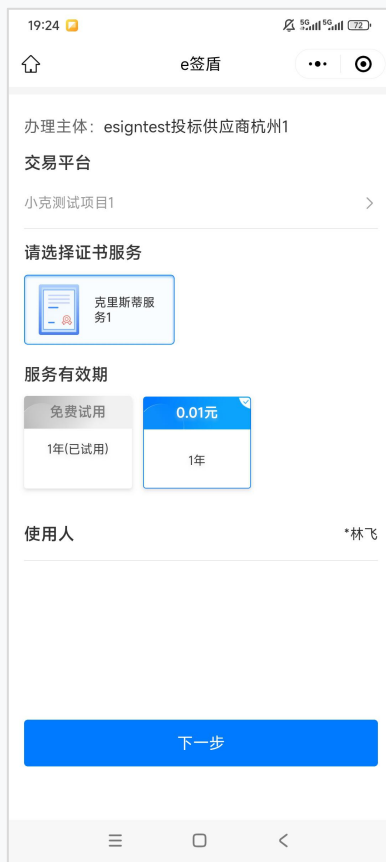 19:24
5G 5G 72
e签盾
办理主体：esigntest投标供应商杭州1
交易平台
小克测试项目1
请选择证书服务
克里斯蒂服
务1
服务有效期
免费试用
0.01元
1年(已试用)
1年
使用人
*林飞
下一步